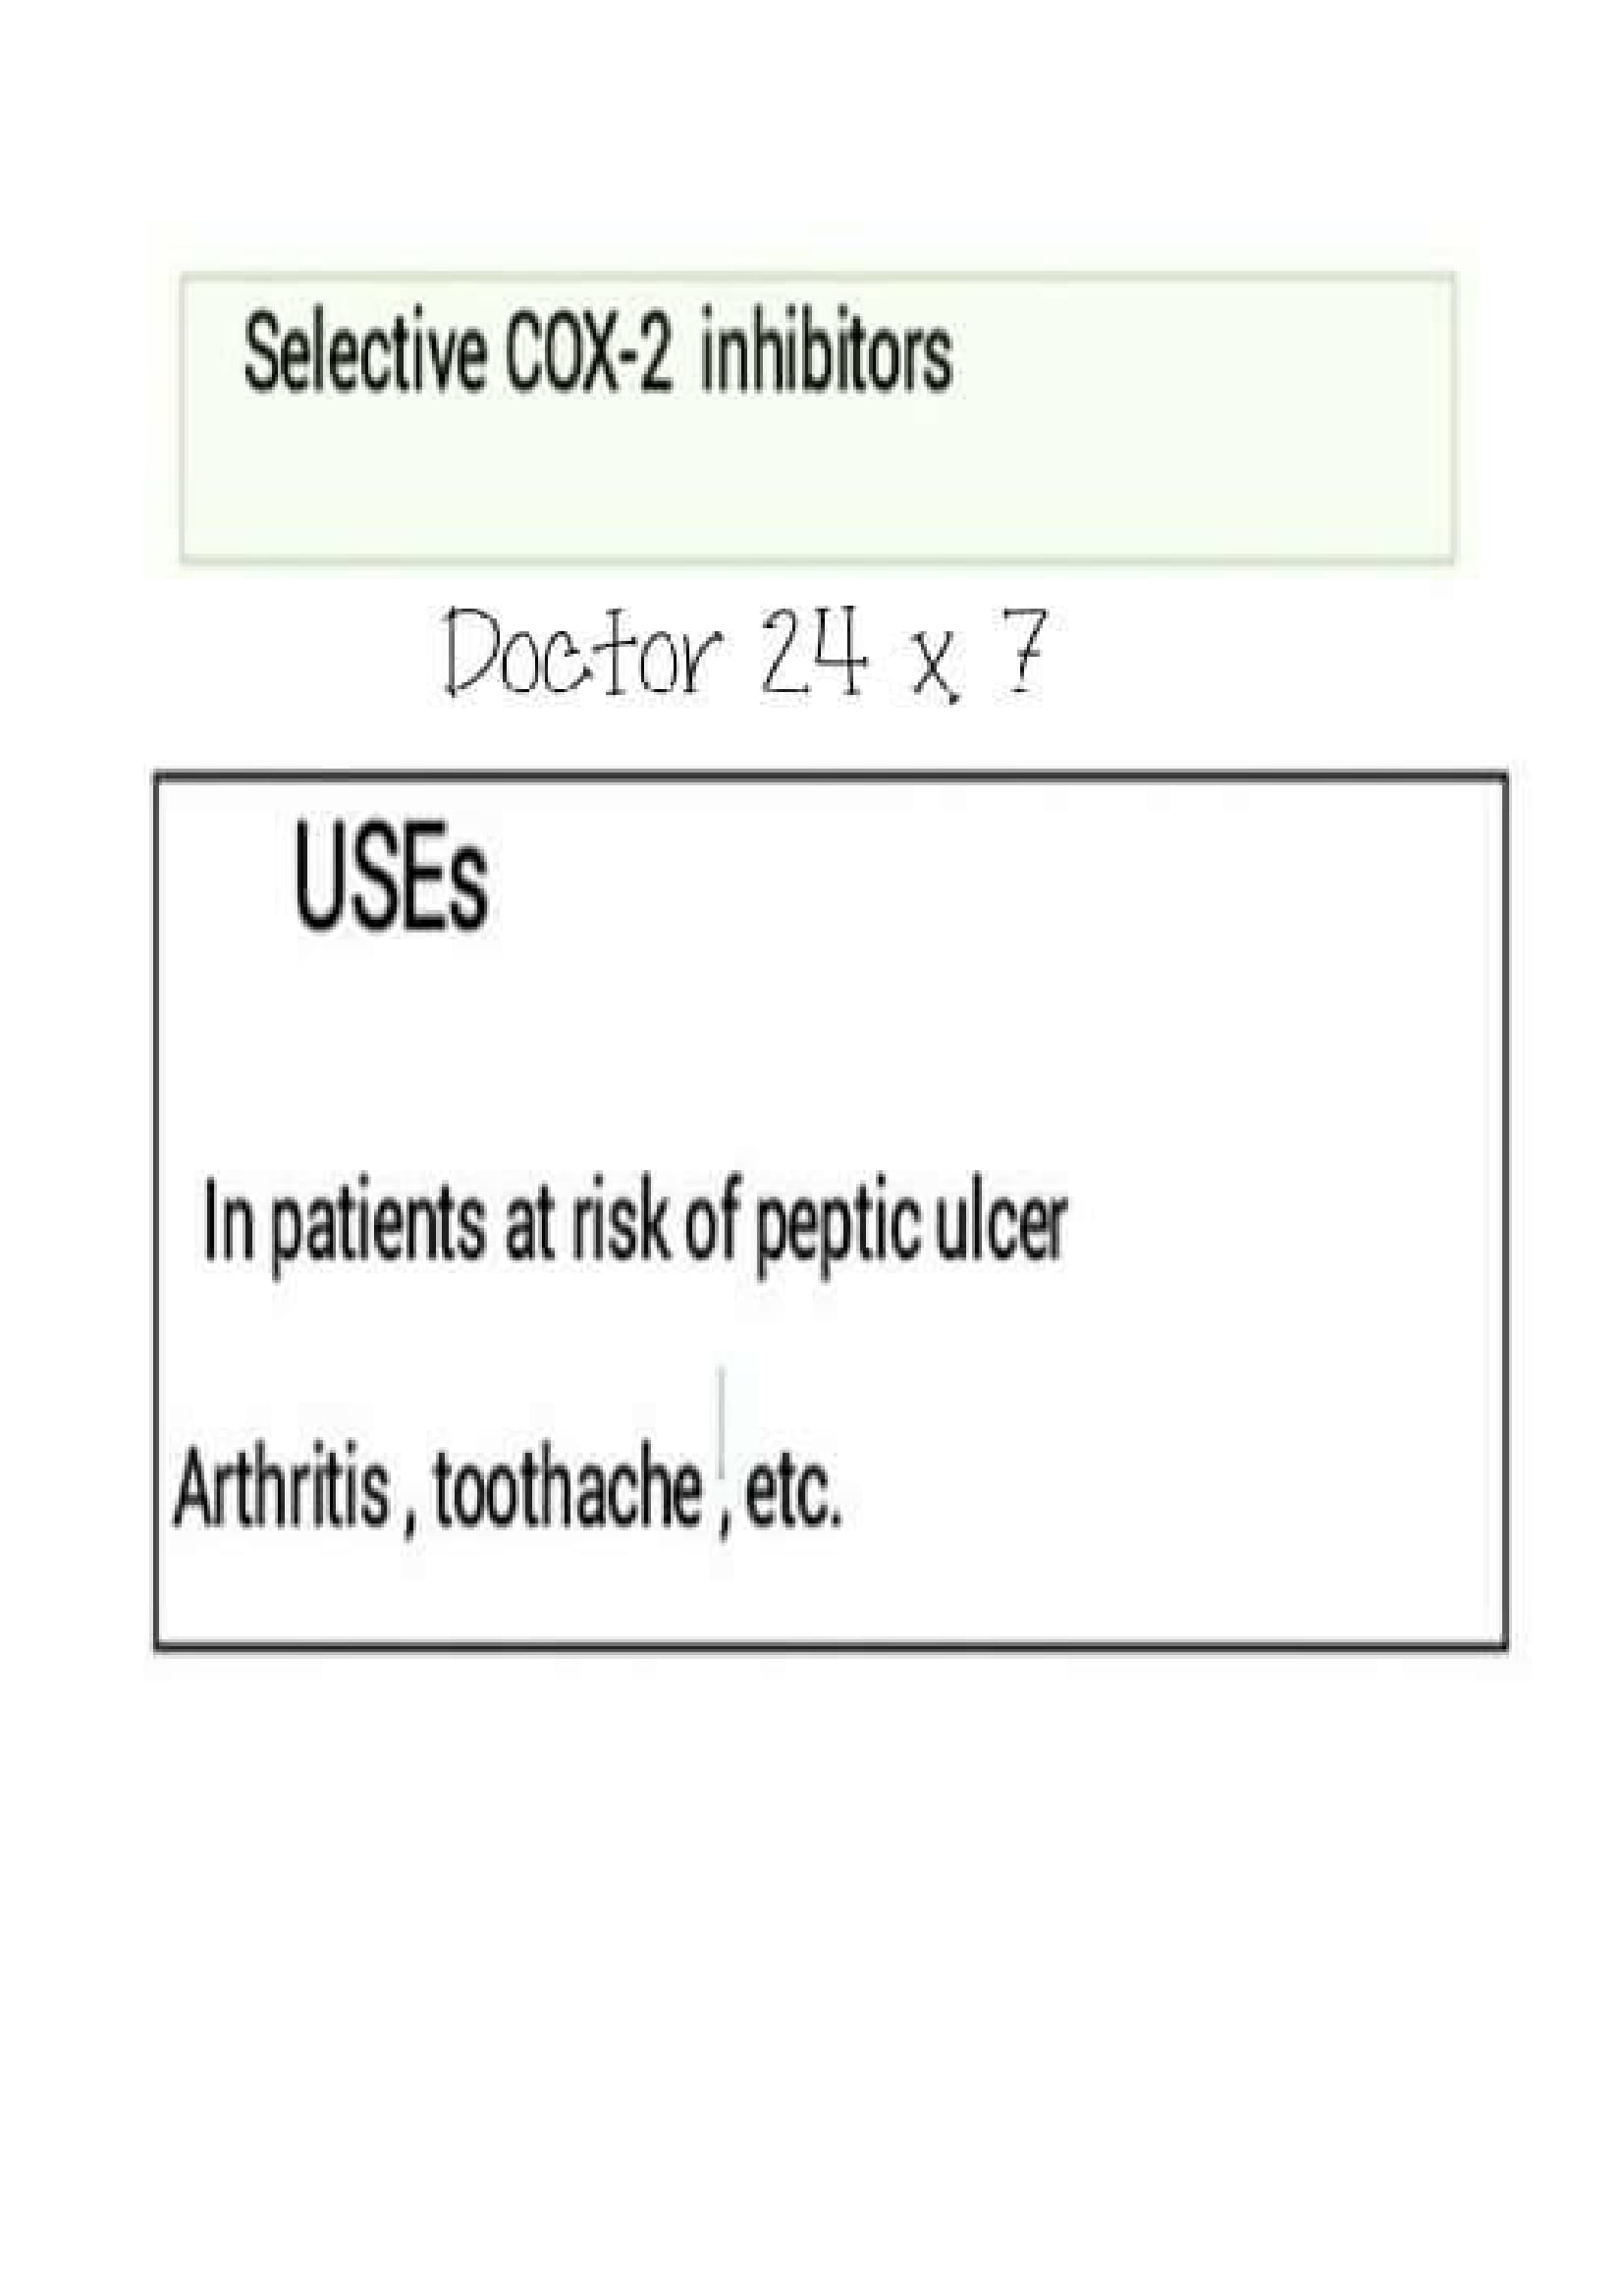 Selective COX-2 inhibitors
Doctor 24 x 7
USEs
In patients at risk of peptic ulcer
Arthritis , toothache , etc.